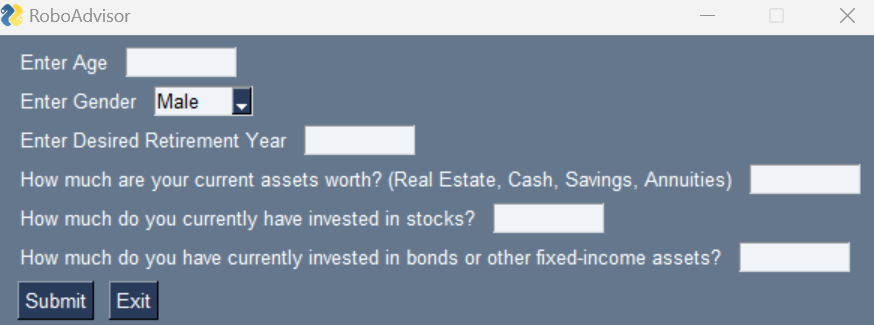 RoboAdvisor
Enter Age
Enter Gender Male
Enter Desired Retirement Year
How much are your current assets worth? (Real Estate, Cash, Savings, Annuities)
How much do you currently have invested in stocks?
How much do you have currently invested in bonds or other fixed-income assets?
Submit Exit